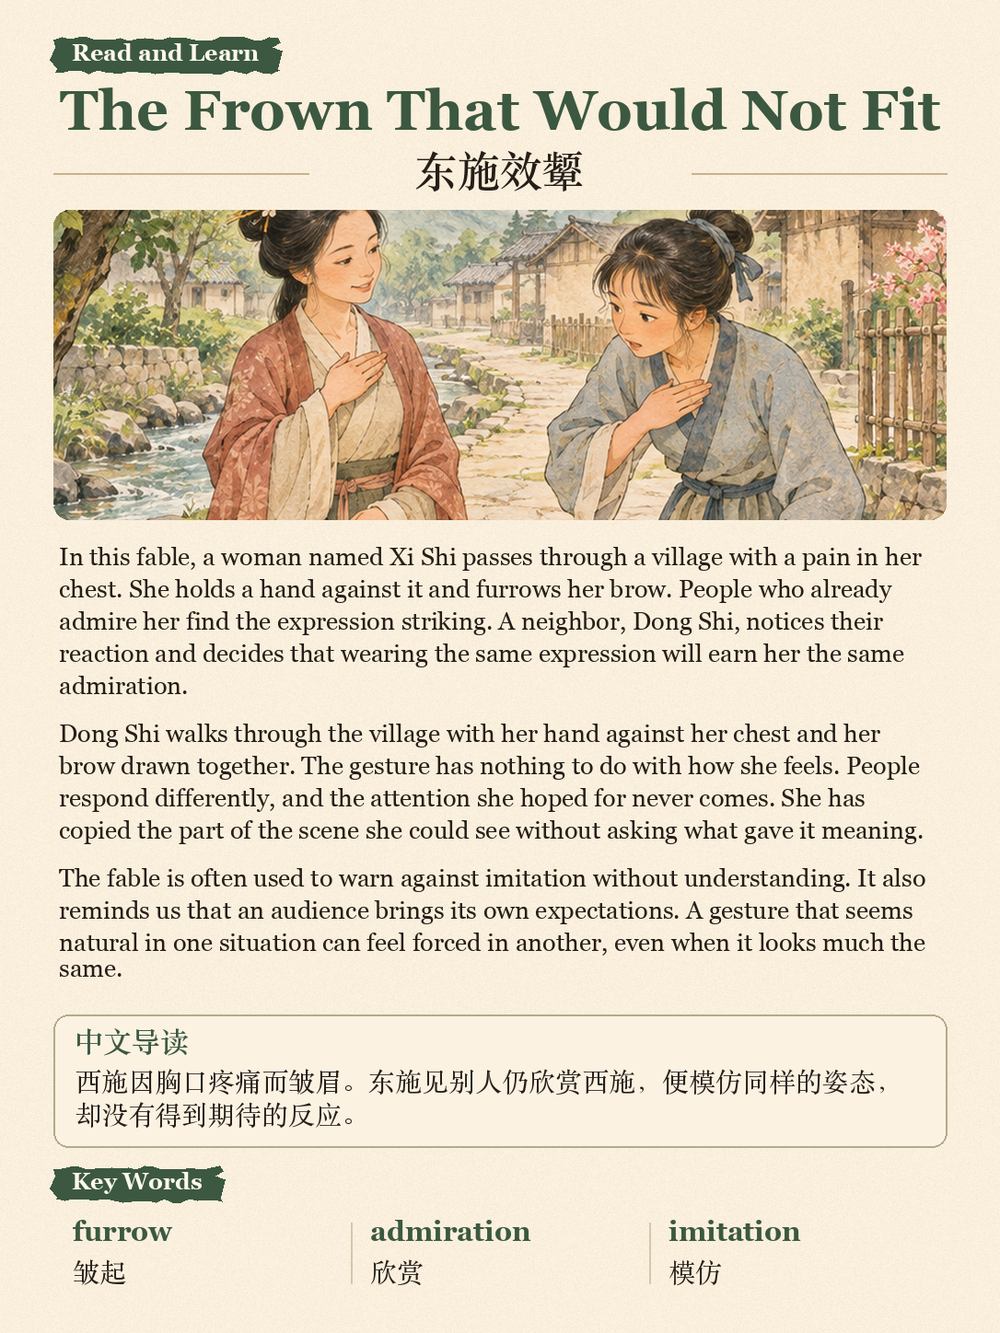 Read and Learn
The Frown That Would Not Fit
东施效颦
In this fable, a woman named Xi Shi passes through a village with a pain in her
chest. She holds a hand against it and furrows her brow. People who already
admire her find the expression striking. A neighbor, Dong Shi, notices their
reaction and decides that wearing the same expression will earn her the same
admiration.
Dong Shi walks through the village with her hand against her chest and her
brow drawn together. The gesture has nothing to do with how she feels. People
respond differently, and the attention she hoped for never comes. She has
copied the part of the scene she could see without asking what gave it meaning.
The fable is often used to warn against imitation without understanding. It also
reminds us that an audience brings its own expectations. A gesture that seems
natural in one situation can feel forced in another, even when it looks much the
same.
中文导读
西施因胸口疼痛而皱眉。东施见别人仍欣赏西施，便模仿同样的姿态，
却没有得到期待的反应。
Key Words
furrow
皱起
admiration
欣赏
imitation
模仿